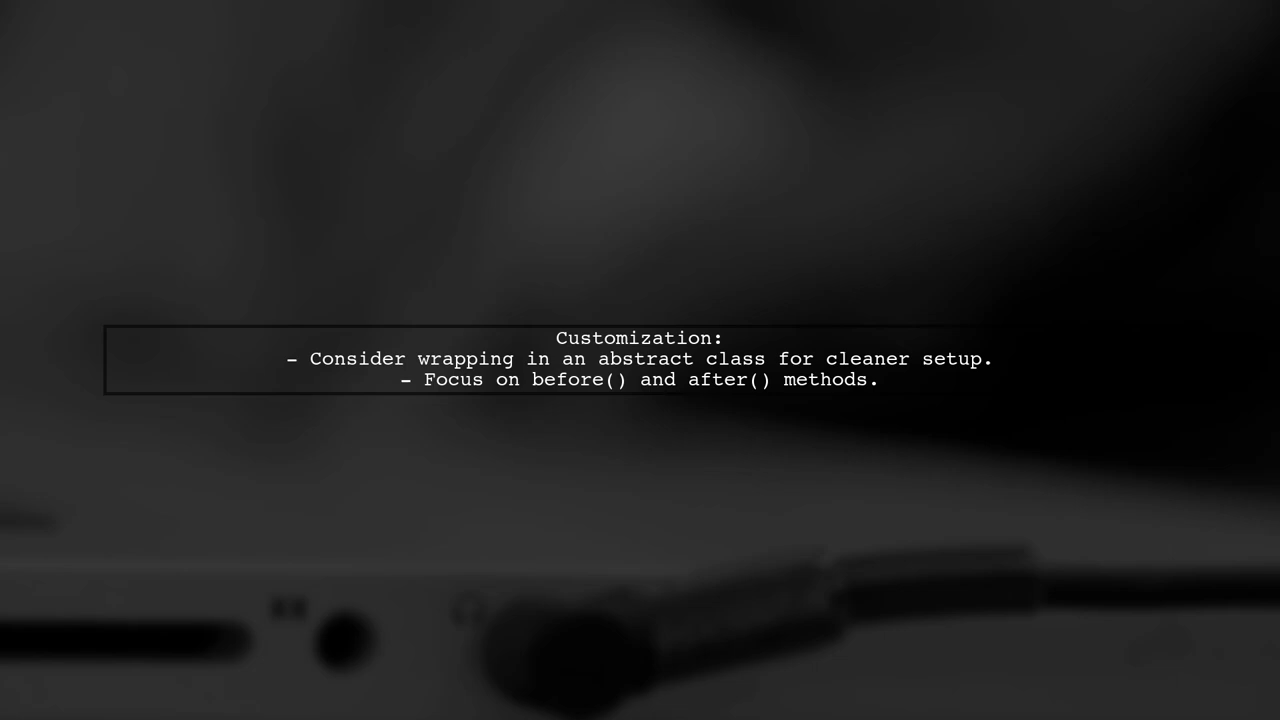 Customization:
- Consider wrapping in an abstract class for cleaner setup.
- Focus on before() and after() methods.